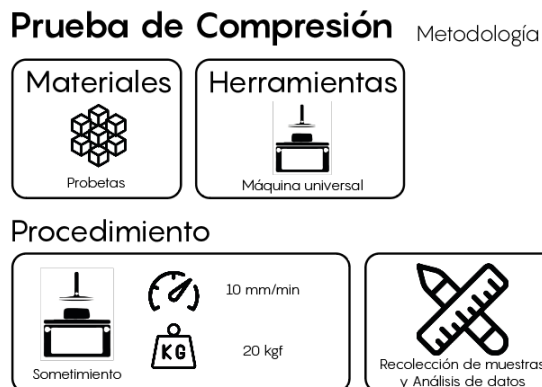 Prueba de Compresión Metodología
Materiales
Probetas
Herramientas
Máquina universal
Procedimiento
Sometimiento
10 mm/min
KG
20 kgf
Recolección de muestras
y Análisis de datos